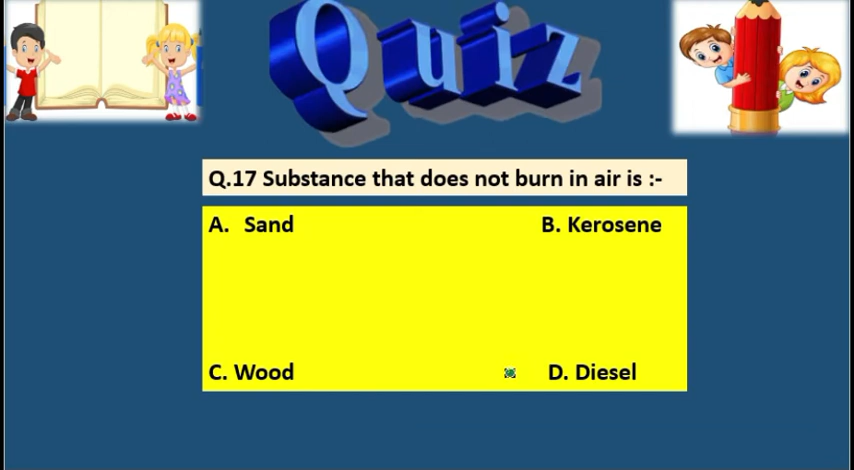 Quiz
Q.17 Substance that does not burn in air is :-
A. Sand B. Kerosene
C. Wood D. Diesel